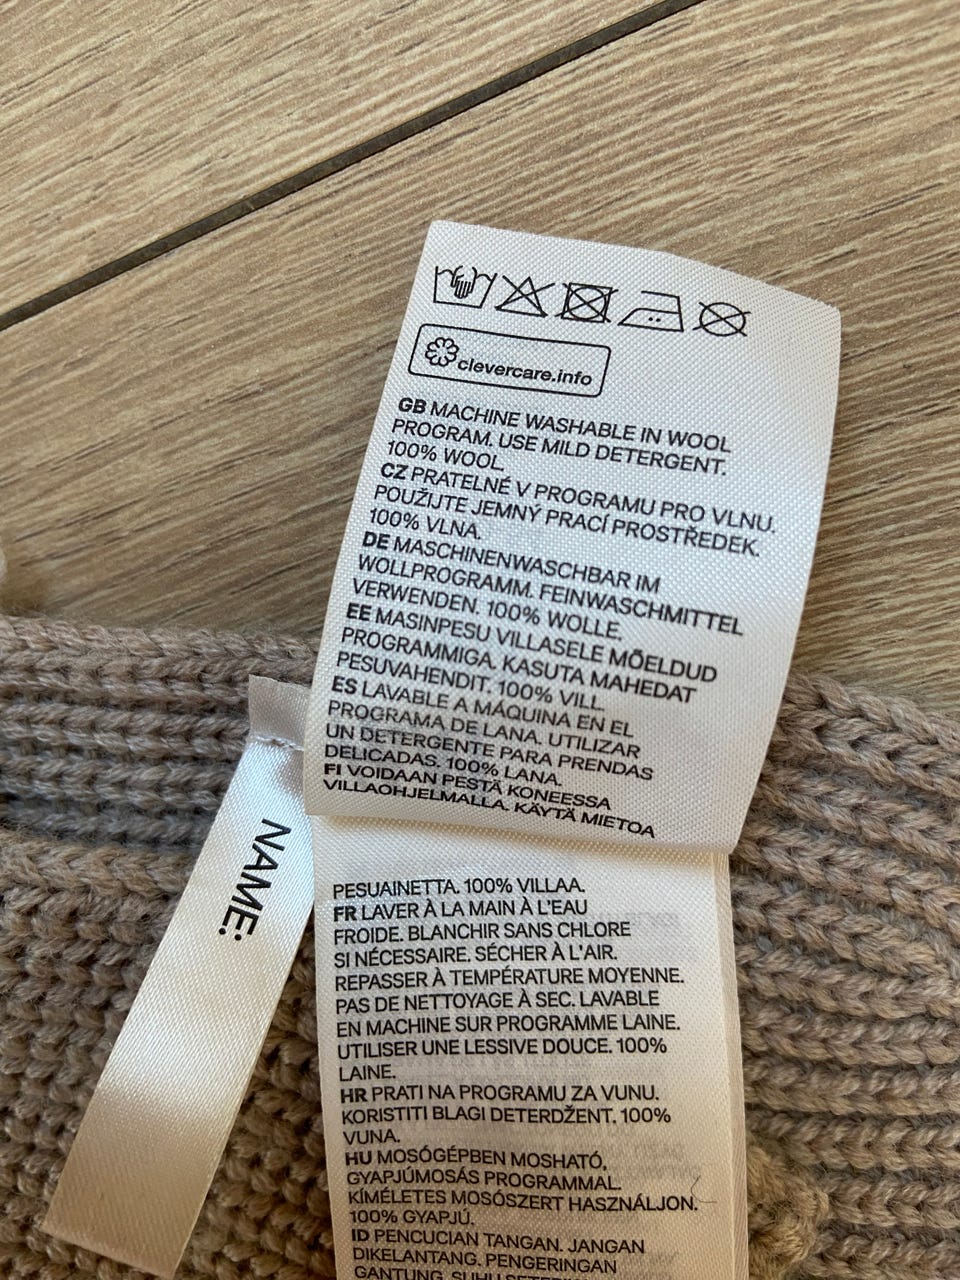 clevercare.info
GB MACHINE WASHABLE IN WOOL
PROGRAM. USE MILD DETERGENT.
100% WOOL.
CZ PRATELNÉ V PROGRAMU PRO VLNU.
POUŽIJTE JEMNÝ PRACÍ PROSTŘEDEK.
100% VLNA.
DE MASCHINENWASCHBAR IM
WOLLPROGRAMM. FEINWASCHMITTEL
VERWENDEN. 100% WOLLE.
EE MASINPESU VILLASELE MÕELDUD
PROGRAMMIGA. KASUTA MAHEDAT
PESUVAHENDIT. 100% VILL.
ES LAVABLE A MÁQUINA EN EL
PROGRAMA DE LANA. UTILIZAR
UN DETERGENTE PARA PRENDAS
DELICADAS. 100% LANA.
FI VOIDAAN PESTÄ KONEESSA
VILLAOHJELMALLA. KÄYTÄ MIETOA
PESUAINETTA. 100% VILLAA.
FR LAVER À LA MAIN À L'EAU
FROIDE. BLANCHIR SANS CHLORE
SI NÉCESSAIRE. SÉCHER À L'AIR.
REPASSER À TEMPÉRATURE MOYENNE.
PAS DE NETTOYAGE À SEC. LAVABLE
EN MACHINE SUR PROGRAMME LAINE.
UTILISER UNE LESSIVE DOUCE. 100%
LAINE.
HR PRATI NA PROGRAMU ZA VUNU.
KORISTITI BLAGI DETERDŽENT. 100%
VUNA.
HU MOSÓGÉPBEN MOSHATÓ,
GYAPJÚMOSÁS PROGRAMMAL.
KÍMÉLETES MOSÓSZERT HASZNÁLJON.
100% GYAPJÚ.
ID PENCUCIAN TANGAN. JANGAN
DIKELANTANG. PENGERINGAN
GANTUNG. SUHU
NAME: